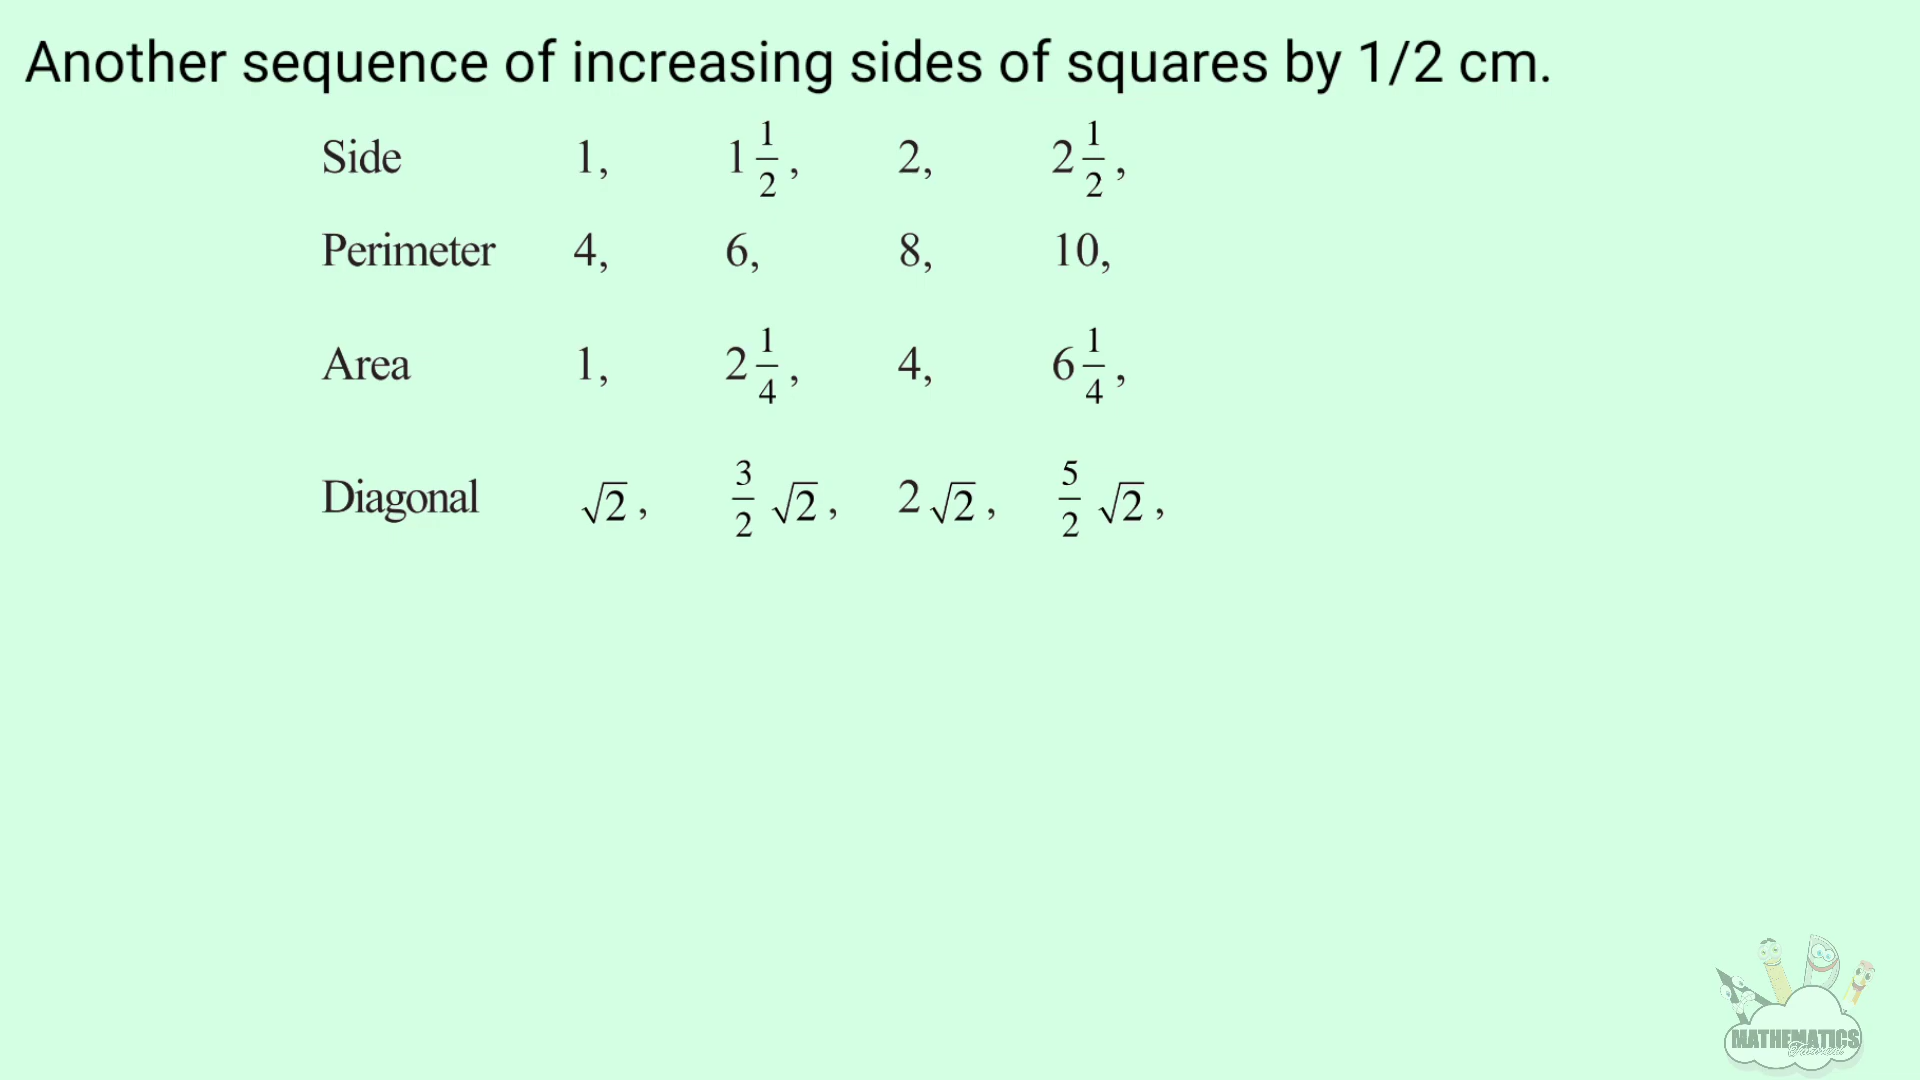 Another sequence of increasing sides of squares by 1/2 cm.
Side 1, 1 1/2, 2, 2 1/2,
Perimeter 4, 6, 8, 10,
Area 1, 2 1/4, 4, 6 1/4,
Diagonal √2, 3/2 √2, 2√2, 5/2 √2,
MATHEMATICS